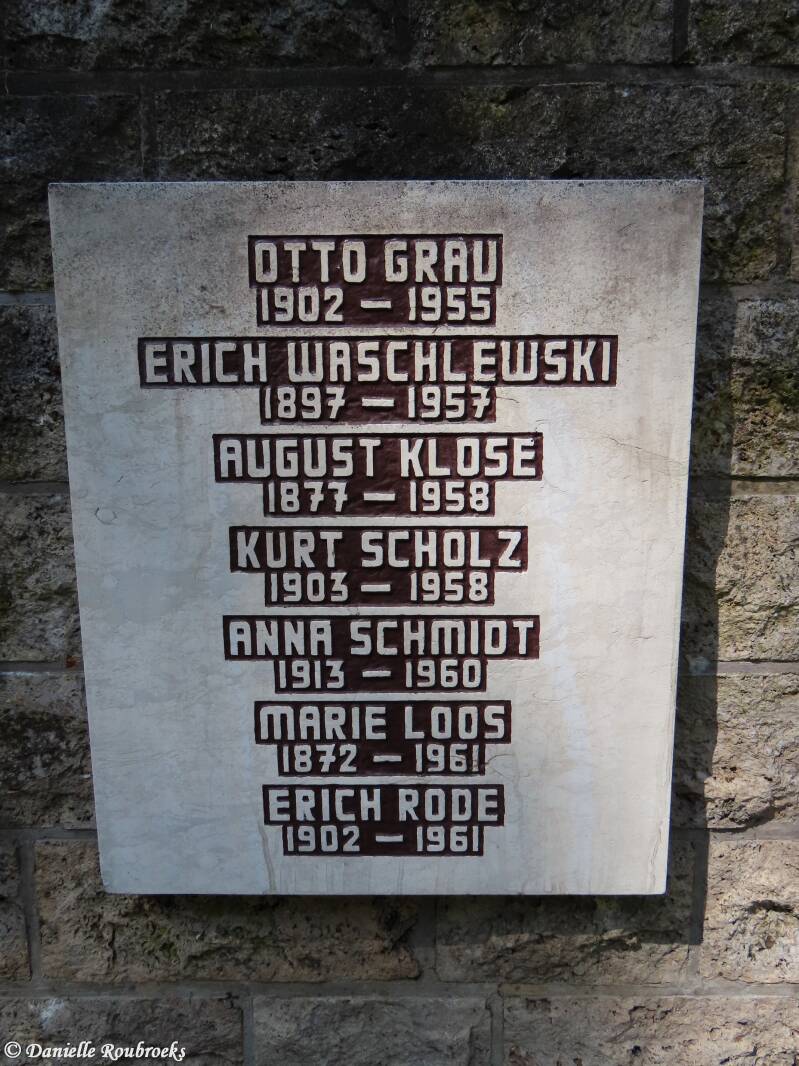 OTTO GRAU
1902 – 1955
ERICH WASCHLEWSKI
1897 – 1957
AUGUST KLOSE
1877 – 1958
KURT SCHOLZ
1903 – 1958
ANNA SCHMIDT
1913 – 1960
MARIE LOOS
1872 – 1961
ERICH RODE
1902 – 1961
© Danielle Roubroeks